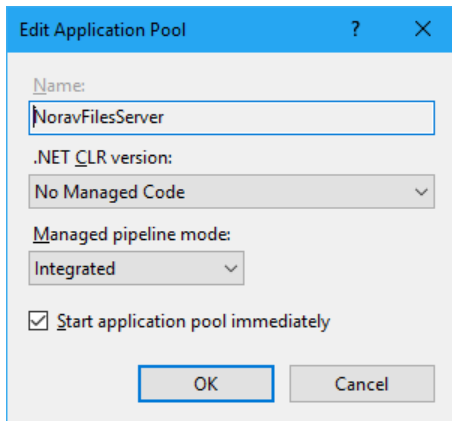 Edit Application Pool ?
Name:
NoravFilesServer
.NET CLR version:
No Managed Code
Managed pipeline mode:
Integrated
Start application pool immediately
OK Cancel